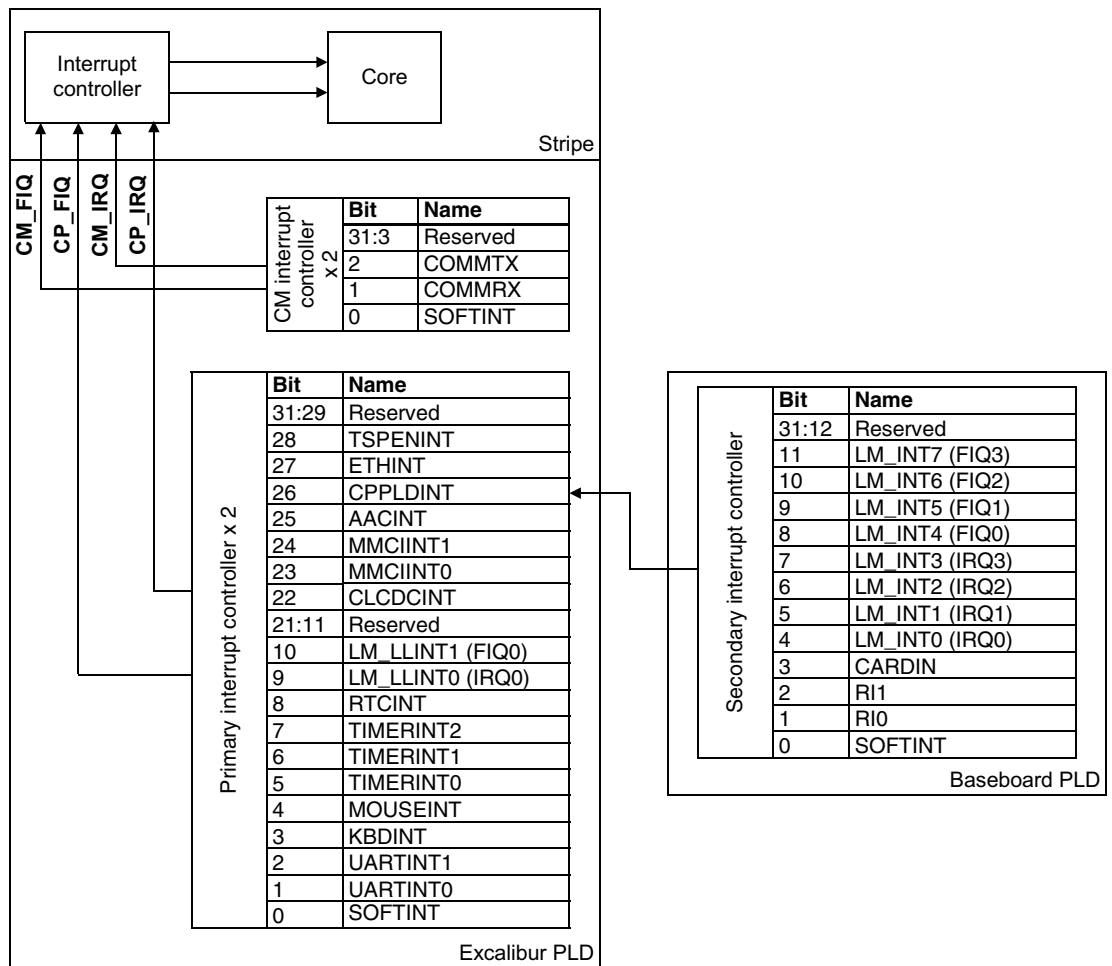 Interrupt
controller
Core
Stripe
CM_FIQ
CP_FIQ
CM_IRQ
CP_IRQ
CM interrupt
controller
x 2
Bit Name
31:3 Reserved
2 COMMTX
1 COMMRX
0 SOFTINT
Primary interrupt controller x 2
Bit Name
31:29 Reserved
28 TSPENINT
27 ETHINT
26 CPPLDINT
25 AACINT
24 MMCIINT1
23 MMCIINT0
22 CLCDCINT
21:11 Reserved
10 LM_LLINT1 (FIQ0)
9 LM_LLINT0 (IRQ0)
8 RTCINT
7 TIMERINT2
6 TIMERINT1
5 TIMERINT0
4 MOUSEINT
3 KBDINT
2 UARTINT1
1 UARTINT0
0 SOFTINT
Excalibur PLD
Secondary interrupt controller
Bit Name
31:12 Reserved
11 LM_INT7 (FIQ3)
10 LM_INT6 (FIQ2)
9 LM_INT5 (FIQ1)
8 LM_INT4 (FIQ0)
7 LM_INT3 (IRQ3)
6 LM_INT2 (IRQ2)
5 LM_INT1 (IRQ1)
4 LM_INT0 (IRQ0)
3 CARDIN
2 RI1
1 RI0
0 SOFTINT
Baseboard PLD